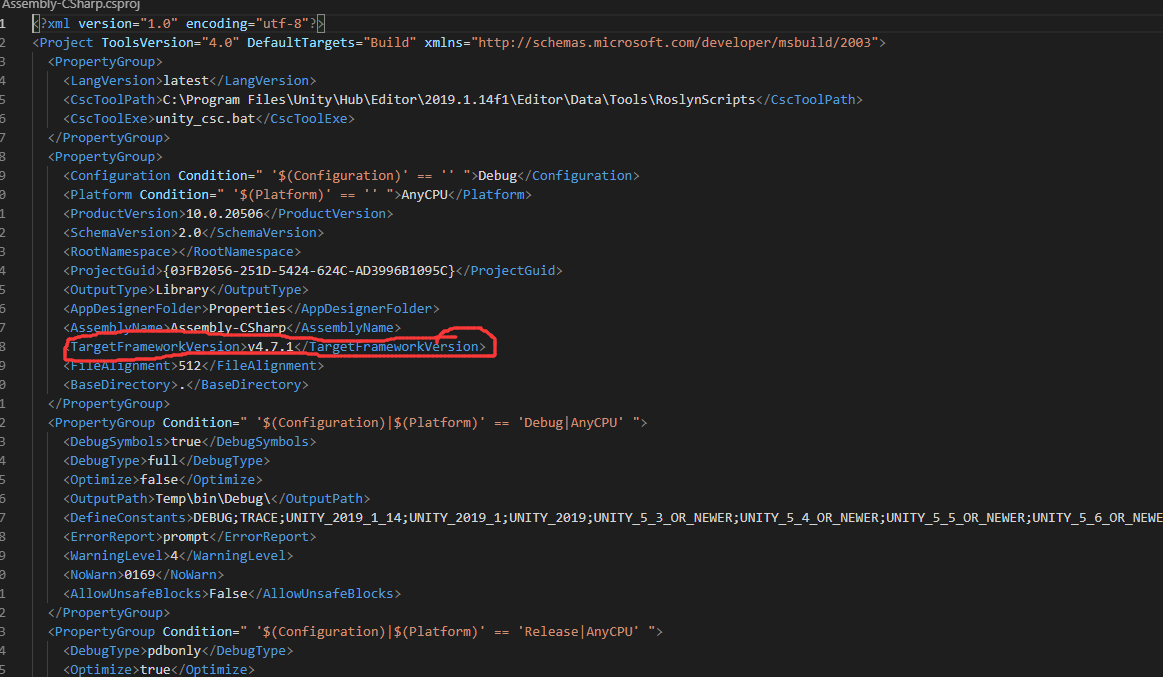 Assembly-CSharp.csproj
1 <?xml version="1.0" encoding="utf-8"?>
2 <Project ToolsVersion="4.0" DefaultTargets="Build" xmlns="http://schemas.microsoft.com/developer/msbuild/2003">
3 <PropertyGroup>
4 <LangVersion>latest</LangVersion>
5 <CscToolPath>C:\Program Files\Unity\Hub\Editor\2019.1.14f1\Editor\Data\Tools\RoslynScripts</CscToolPath>
6 <CscToolExe>unity_csc.bat</CscToolExe>
7 </PropertyGroup>
8 <PropertyGroup>
9 <Configuration Condition=" '$(Configuration)' == '' ">Debug</Configuration>
0 <Platform Condition=" '$(Platform)' == '' ">AnyCPU</Platform>
1 <ProductVersion>10.0.20506</ProductVersion>
2 <SchemaVersion>2.0</SchemaVersion>
3 <RootNamespace></RootNamespace>
4 <ProjectGuid>{03FB2056-251D-5424-624C-AD3996B1095C}</ProjectGuid>
5 <OutputType>Library</OutputType>
6 <AppDesignerFolder>Properties</AppDesignerFolder>
7 <AssemblyName>Assembly-CSharp</AssemblyName>
8 <TargetFrameworkVersion>v4.7.1</TargetFrameworkVersion>
9 <FileAlignment>512</FileAlignment>
0 <BaseDirectory>.</BaseDirectory>
1 </PropertyGroup>
2 <PropertyGroup Condition=" '$(Configuration)|$(Platform)' == 'Debug|AnyCPU' ">
3 <DebugSymbols>true</DebugSymbols>
4 <DebugType>full</DebugType>
5 <Optimize>false</Optimize>
6 <OutputPath>Temp\bin\Debug\</OutputPath>
7 <DefineConstants>DEBUG;TRACE;UNITY_2019_1_14;UNITY_2019_1;UNITY_2019;UNITY_5_3_OR_NEWER;UNITY_5_4_OR_NEWER;UNITY_5_5_OR_NEWER;UNITY_5_6_OR_NEWE
8 <ErrorReport>prompt</ErrorReport>
9 <WarningLevel>4</WarningLevel>
0 <NoWarn>0169</NoWarn>
1 <AllowUnsafeBlocks>False</AllowUnsafeBlocks>
2 </PropertyGroup>
3 <PropertyGroup Condition=" '$(Configuration)|$(Platform)' == 'Release|AnyCPU' ">
4 <DebugType>pdbonly</DebugType>
5 <Optimize>true</Optimize>